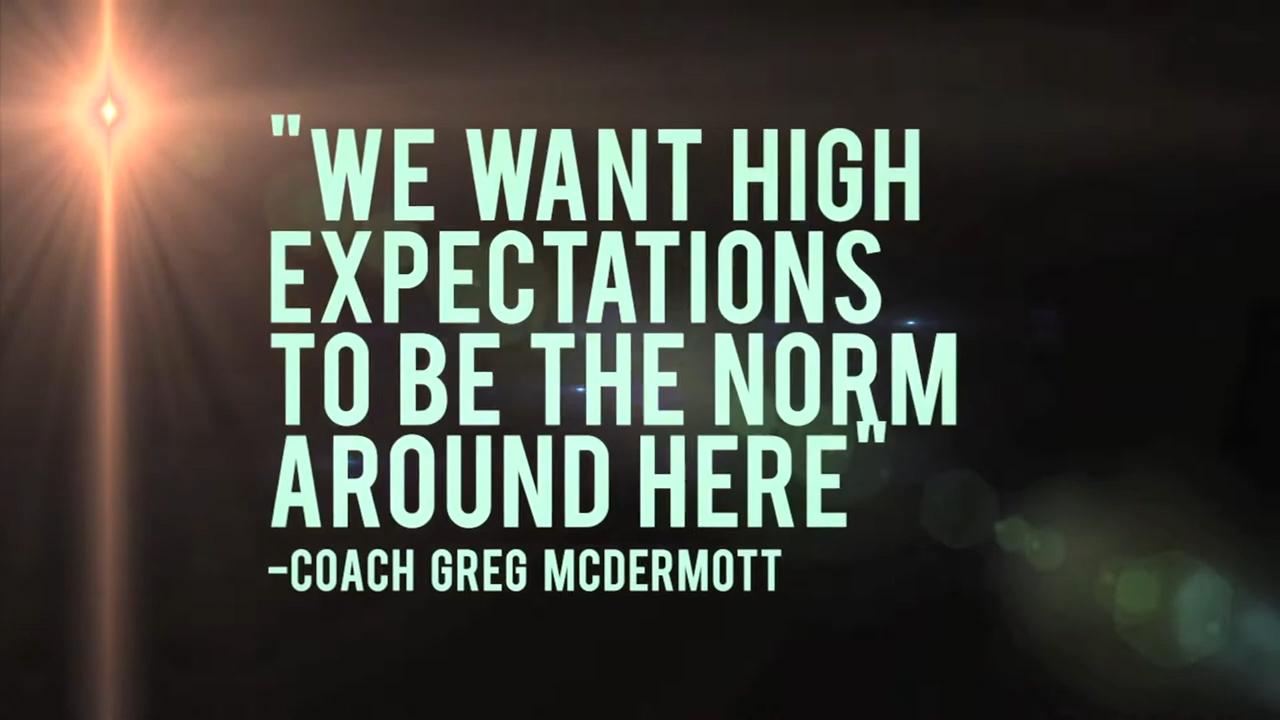 "WE WANT HIGH
EXPECTATIONS
TO BE THE NORM
AROUND HERE"
-COACH GREG MCDERMOTT